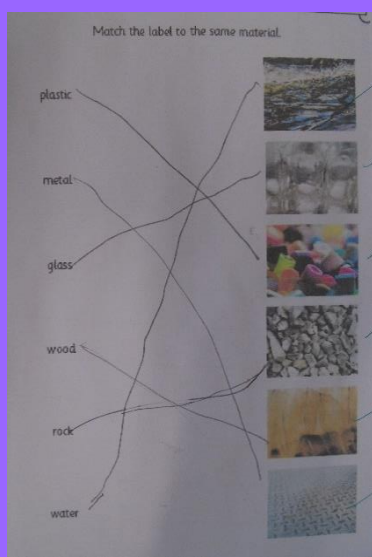 Match the label to the same material.
plastic
metal
glass
wood
rock
water